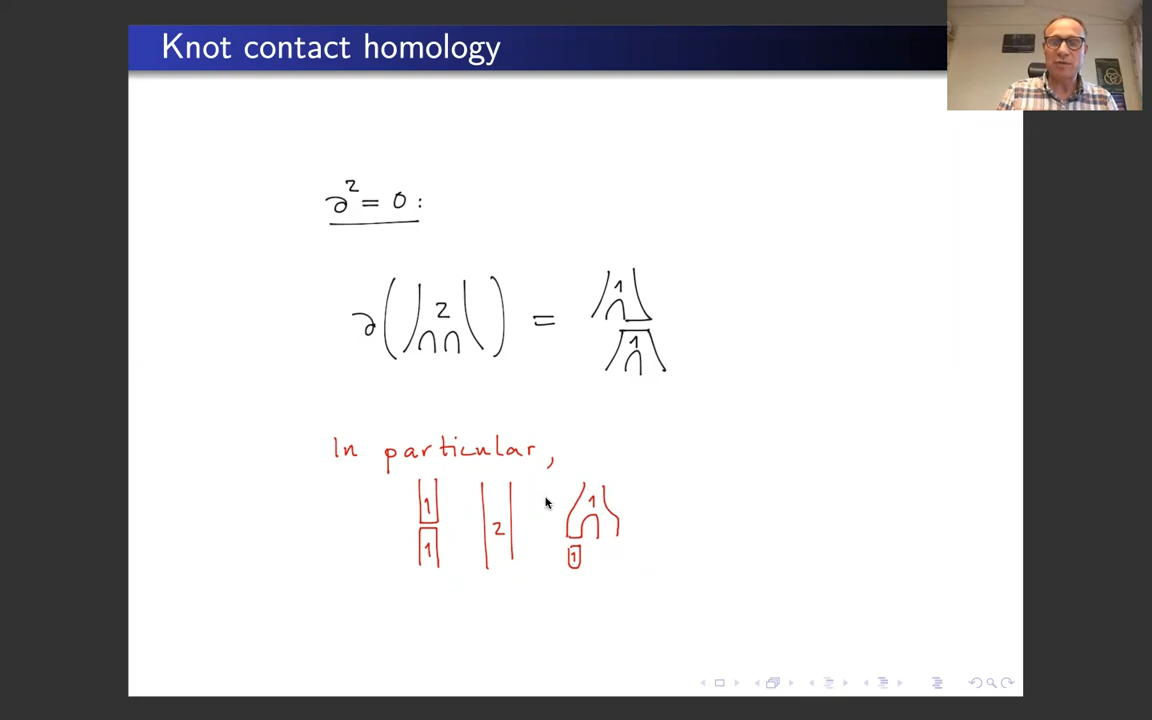 Knot contact homology
∂² = 0 :
∂( 2 ) = 1
1
In particular,
1 2 1
1 1